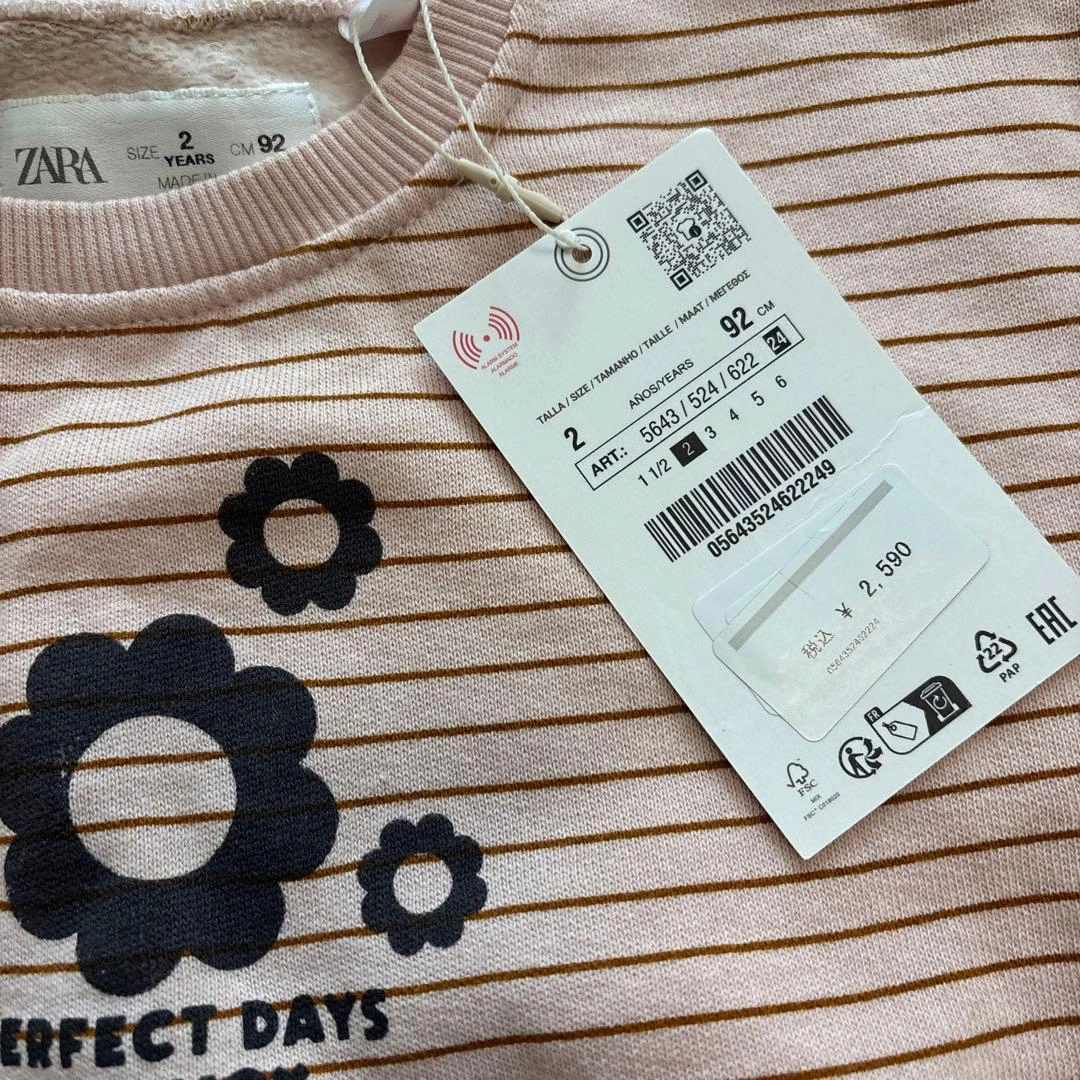 ZARA
SIZE 2 YEARS CM 92
MADE IN
ALARM SYSTEM
ALARMADO
ALARME
TALLA / SIZE / TAMANHO / TAILLE / MAAT / ΜΕΓΕΘΟΣ
2 AÑOS/YEARS 92 CM
ART.: 5643 / 524 / 622 24
1 1/2 2 3 4 5 6
05643524622249
税込 ¥ 2,590
FR
22
PAP
EAC
FSC
MIX
FSC™ C018020
ERFECT DAYS